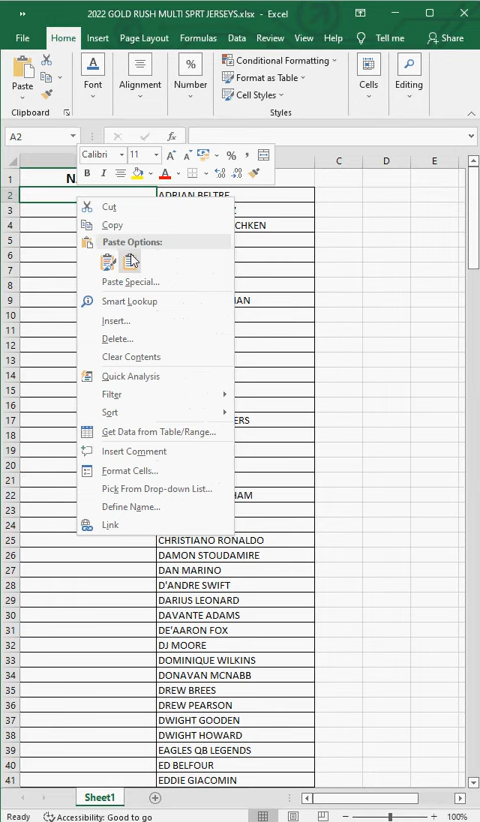 2022 GOLD RUSH MULTI SPRT JERSEYS.xlsx - Excel
File Home Insert Page Layout Formulas Data Review View Help Tell me Share
Paste
Clipboard
Font
Alignment
%
Number
Conditional Formatting
Format as Table
Cell Styles
Styles
Cells
Editing
A2
fx
Calibri 11 A A % ,
B I A
C D E
1 N
2 ADRIAN BELTRE
3
4 CHKEN
5
6
7
8
9 AN
10
11
12
13
14
15
16
17 ERS
18
19
20
21
22 HAM
23
24
25 CHRISTIANO RONALDO
26 DAMON STOUDAMIRE
27 DAN MARINO
28 D'ANDRE SWIFT
29 DARIUS LEONARD
30 DAVANTE ADAMS
31 DE'AARON FOX
32 DJ MOORE
33 DOMINIQUE WILKINS
34 DONAVAN MCNABB
35 DREW BREES
36 DREW PEARSON
37 DWIGHT GOODEN
38 DWIGHT HOWARD
39 EAGLES QB LEGENDS
40 ED BELFOUR
41 EDDIE GIACOMIN
Cut
Copy
Paste Options:
Paste Special...
Smart Lookup
Insert...
Delete...
Clear Contents
Quick Analysis
Filter
Sort
Get Data from Table/Range...
Insert Comment
Format Cells...
Pick From Drop-down List...
Define Name...
Link
Sheet1
Ready Accessibility: Good to go 100%